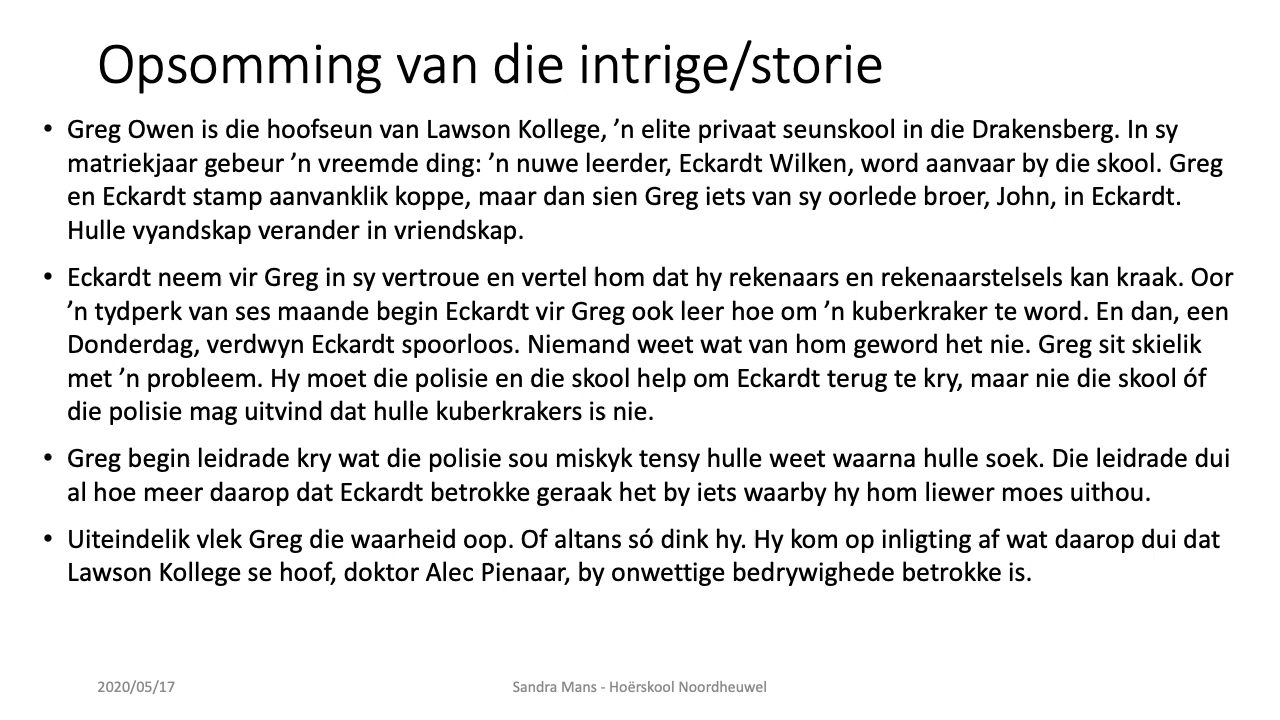 Opsomming van die intrige/storie
• Greg Owen is die hoofseun van Lawson Kollege, ’n elite privaat seunskool in die Drakensberg. In sy
matriekjaar gebeur ’n vreemde ding: ’n nuwe leerder, Eckardt Wilken, word aanvaar by die skool. Greg
en Eckardt stamp aanvanklik koppe, maar dan sien Greg iets van sy oorlede broer, John, in Eckardt.
Hulle vyandskap verander in vriendskap.
• Eckardt neem vir Greg in sy vertroue en vertel hom dat hy rekenaars en rekenaarstelsels kan kraak. Oor
’n tydperk van ses maande begin Eckardt vir Greg ook leer hoe om ’n kuberkraker te word. En dan, een
Donderdag, verdwyn Eckardt spoorloos. Niemand weet wat van hom geword het nie. Greg sit skielik
met ’n probleem. Hy moet die polisie en die skool help om Eckardt terug te kry, maar nie die skool óf
die polisie mag uitvind dat hulle kuberkrakers is nie.
• Greg begin leidrade kry wat die polisie sou miskyk tensy hulle weet waarna hulle soek. Die leidrade dui
al hoe meer daarop dat Eckardt betrokke geraak het by iets waarby hy hom liewer moes uithou.
• Uiteindelik vlek Greg die waarheid oop. Of altans só dink hy. Hy kom op inligting af wat daarop dui dat
Lawson Kollege se hoof, doktor Alec Pienaar, by onwettige bedrywighede betrokke is.
2020/05/17
Sandra Mans - Hoërskool Noordheuwel